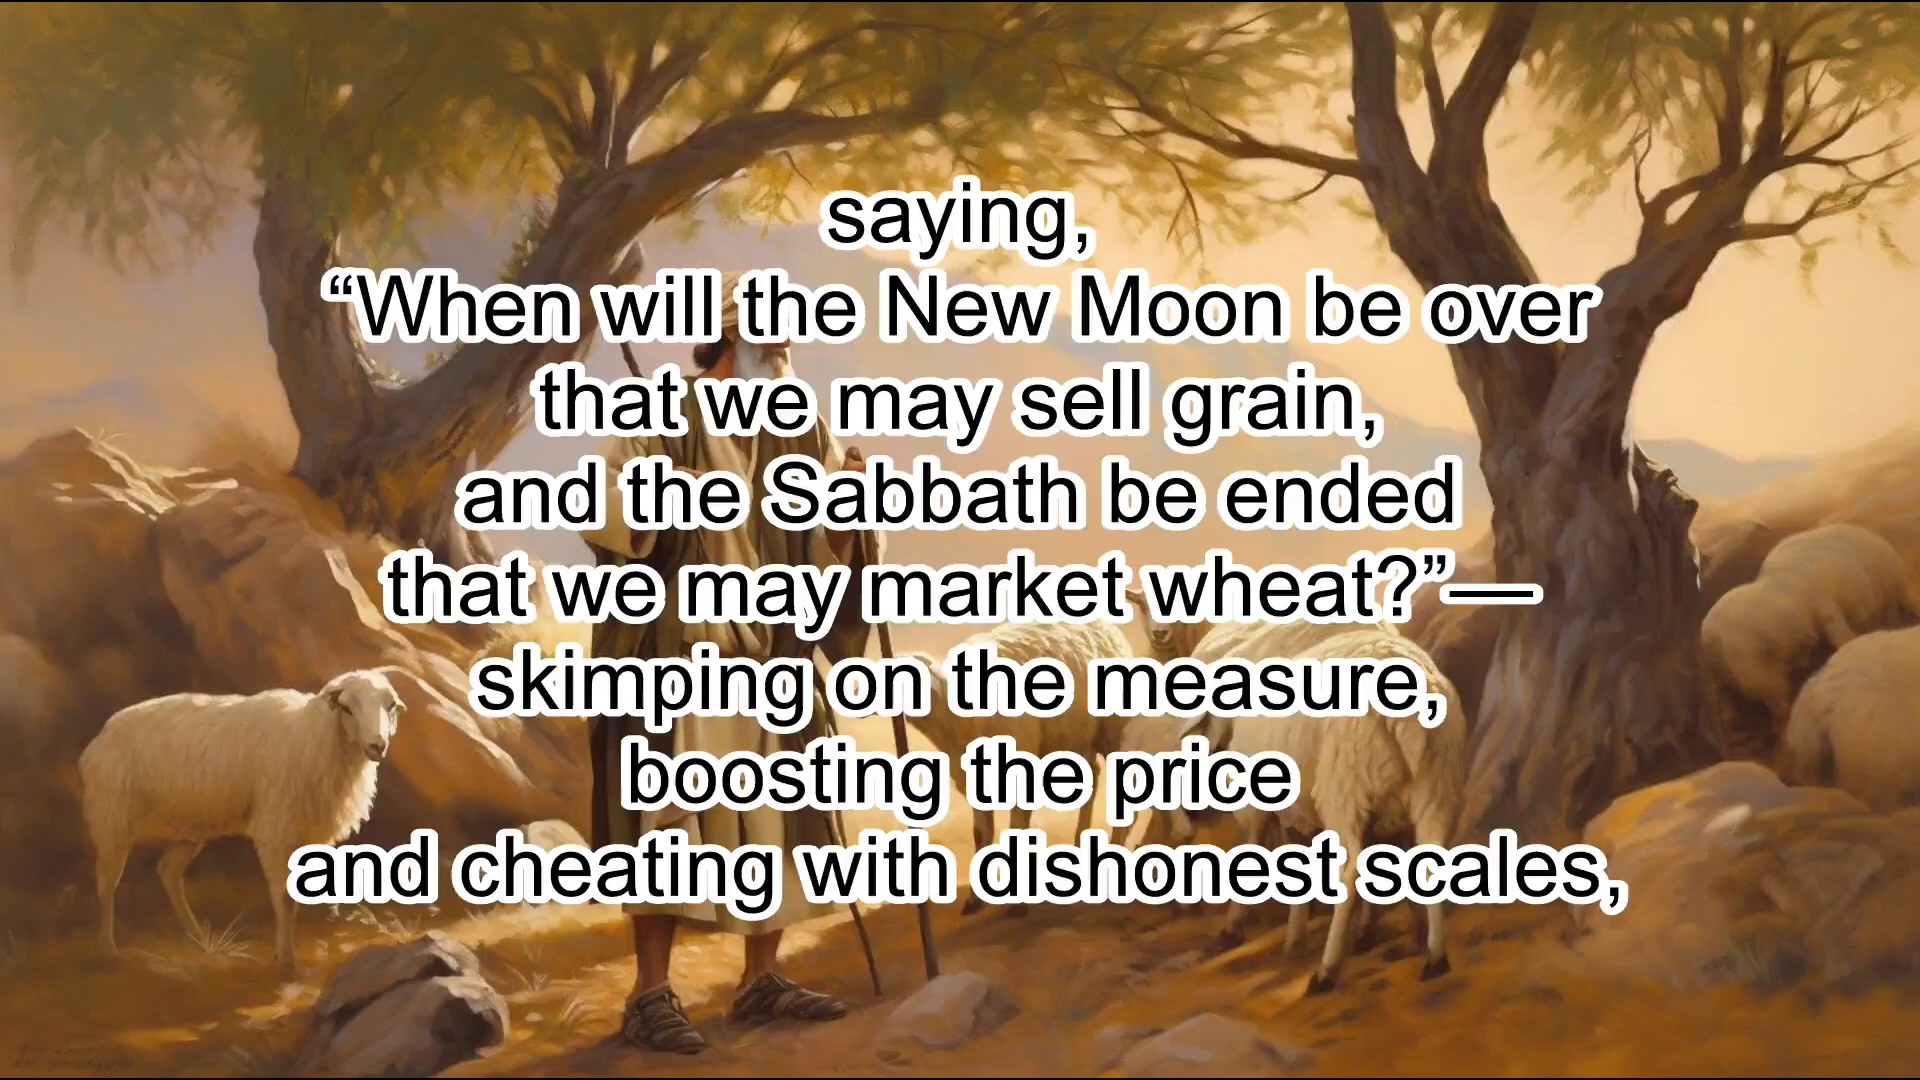 saying,
“When will the New Moon be over
that we may sell grain,
and the Sabbath be ended
that we may market wheat?”—
skimping on the measure,
boosting the price
and cheating with dishonest scales,